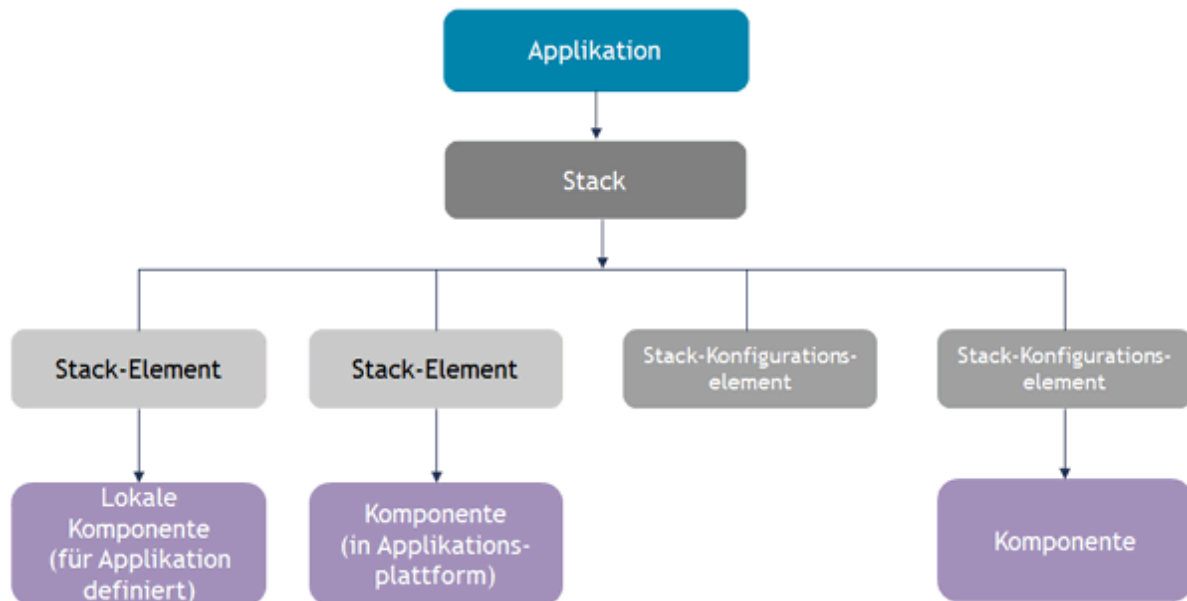 Applikation
Stack
Stack-Element
Stack-Element
Stack-Konfigurations-
element
Stack-Konfigurations-
element
Lokale
Komponente
(für Applikation
definiert)
Komponente
(in Applikations-
plattform)
Komponente